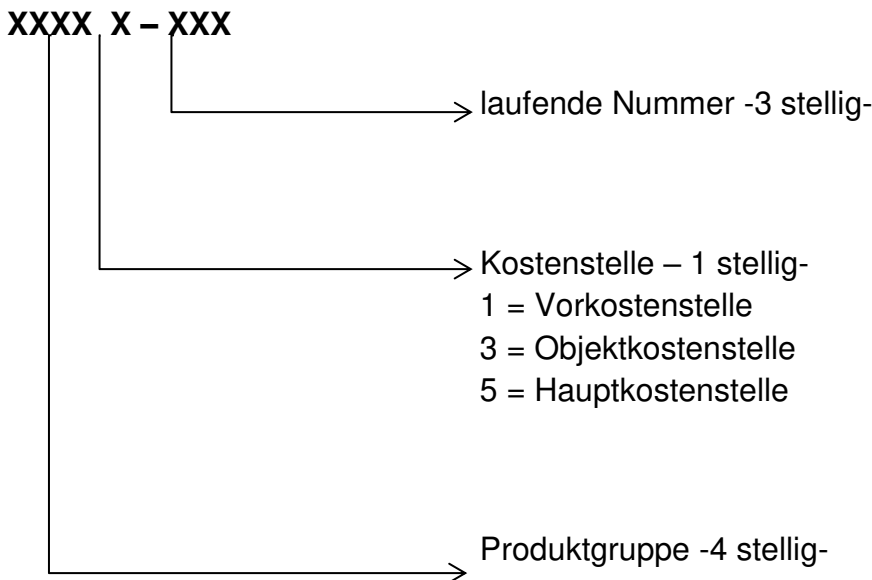 XXXX X – XXX
laufende Nummer -3 stellig-
Kostenstelle – 1 stellig-
1 = Vorkostenstelle
3 = Objektkostenstelle
5 = Hauptkostenstelle
Produktgruppe -4 stellig-